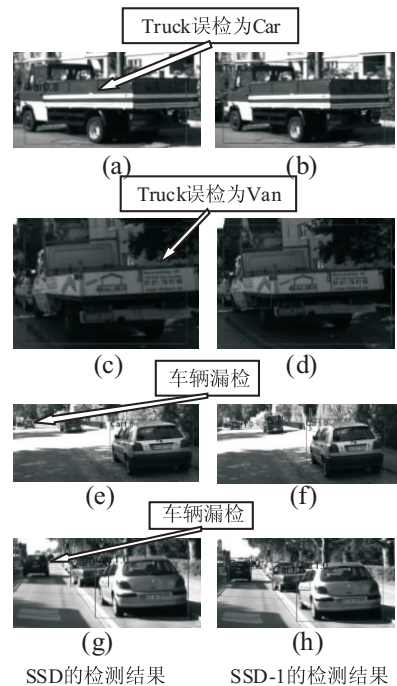 Truck误检为Car
(a) (b)
Truck误检为Van
(c) (d)
车辆漏检
(e) (f)
车辆漏检
(g) (h)
SSD的检测结果 SSD-1的检测结果